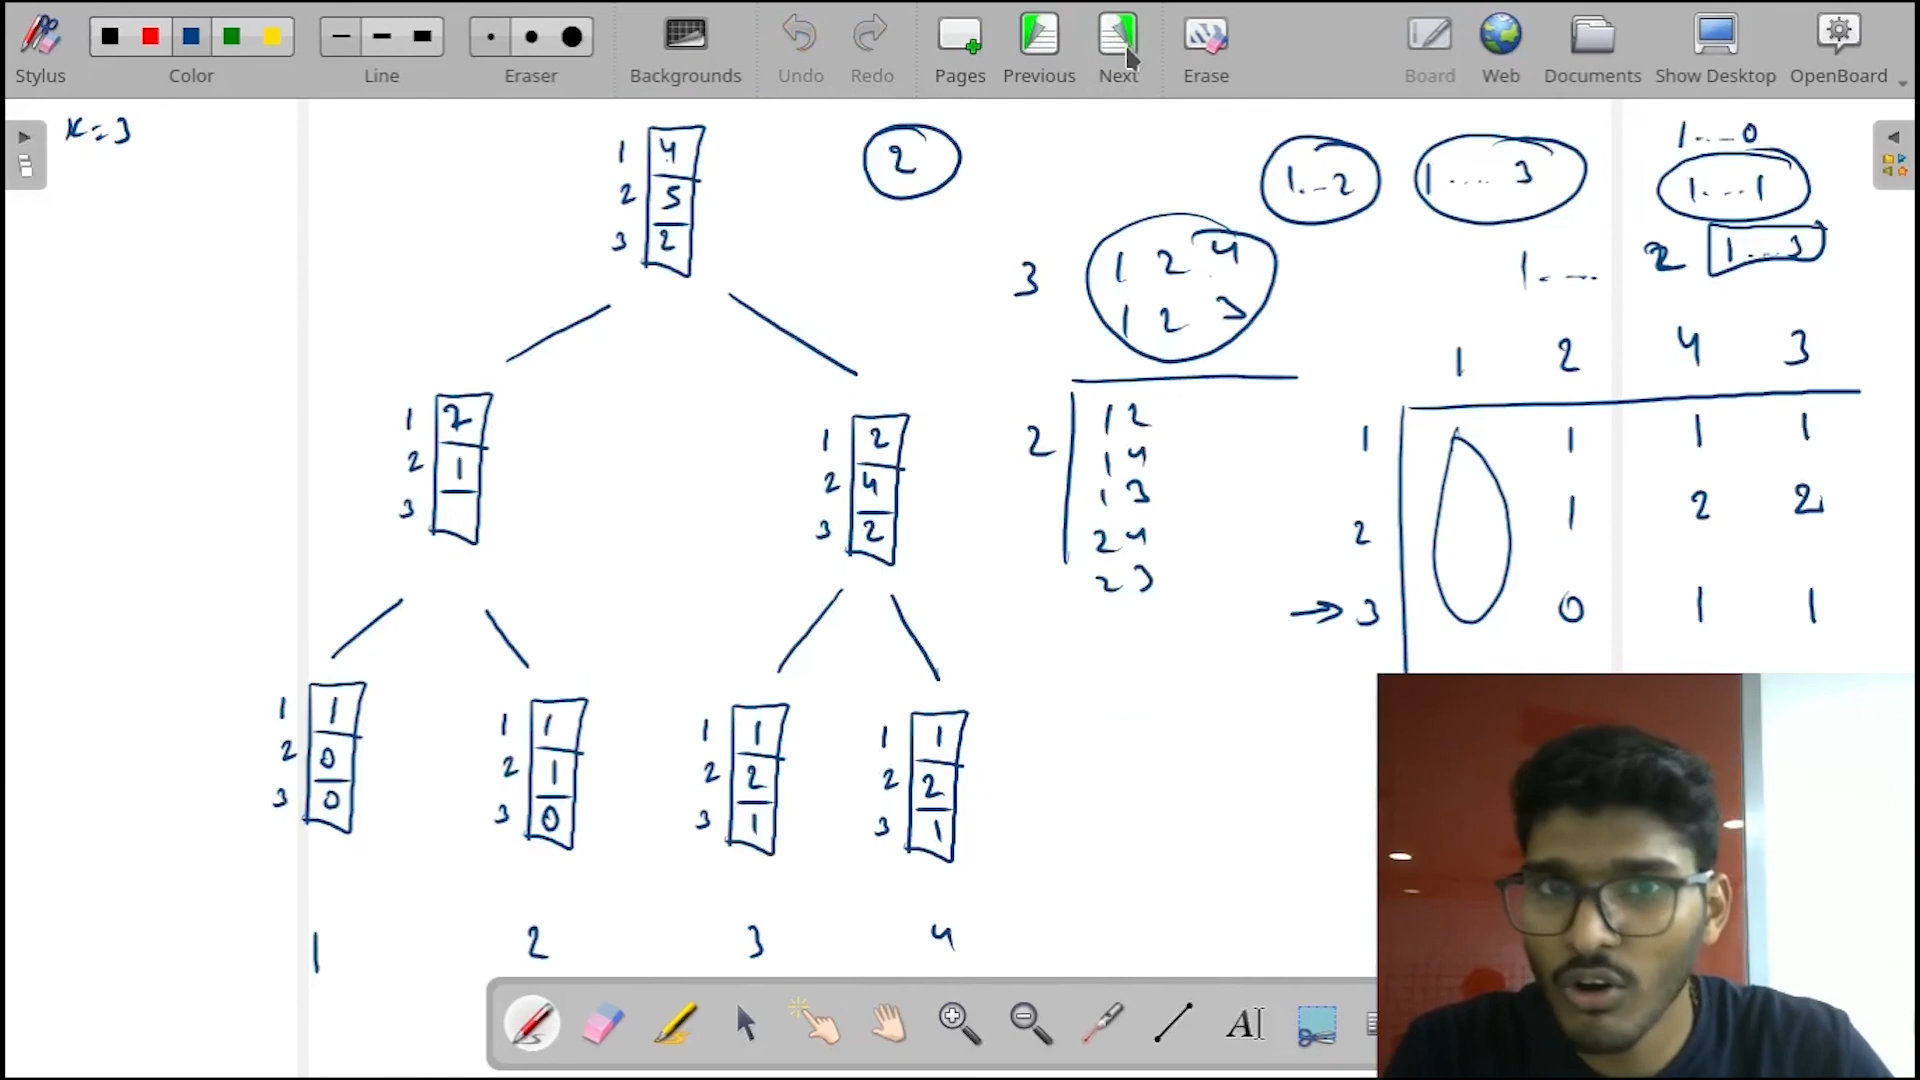 Stylus
Color
Line
Eraser
Backgrounds
Undo
Redo
Pages
Previous
Next
Erase
Board
Web
Documents
Show Desktop
OpenBoard
K=3
1 4
2 5
3 2
2
1...2
1....3
1...0
1...1
2 1...3
1....
3
1 2 4
1 2 3
2
1 2
1 4
1 3
2 4
2 3
1 2 4 3
1 1 1 1
2 1 2 2
→ 3 0 1 1
1 2
2 1
3
1 2
2 4
3 2
1 1
2 0
3 0
1 1
2 1
3 0
1 1
2 2
3 1
1 1
2 2
3 1
1 2 3 4